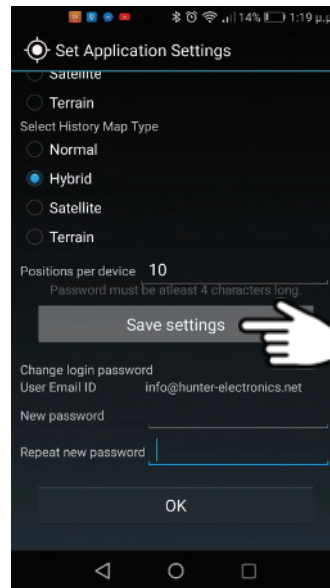 14% 1:19 μ.μ
Set Application Settings
Satellite
Terrain
Select History Map Type
Normal
Hybrid
Satellite
Terrain
Positions per device 10
Password must be atleast 4 characters long.
Save settings
Change login password
User Email ID info@hunter-electronics.net
New password
Repeat new password
OK